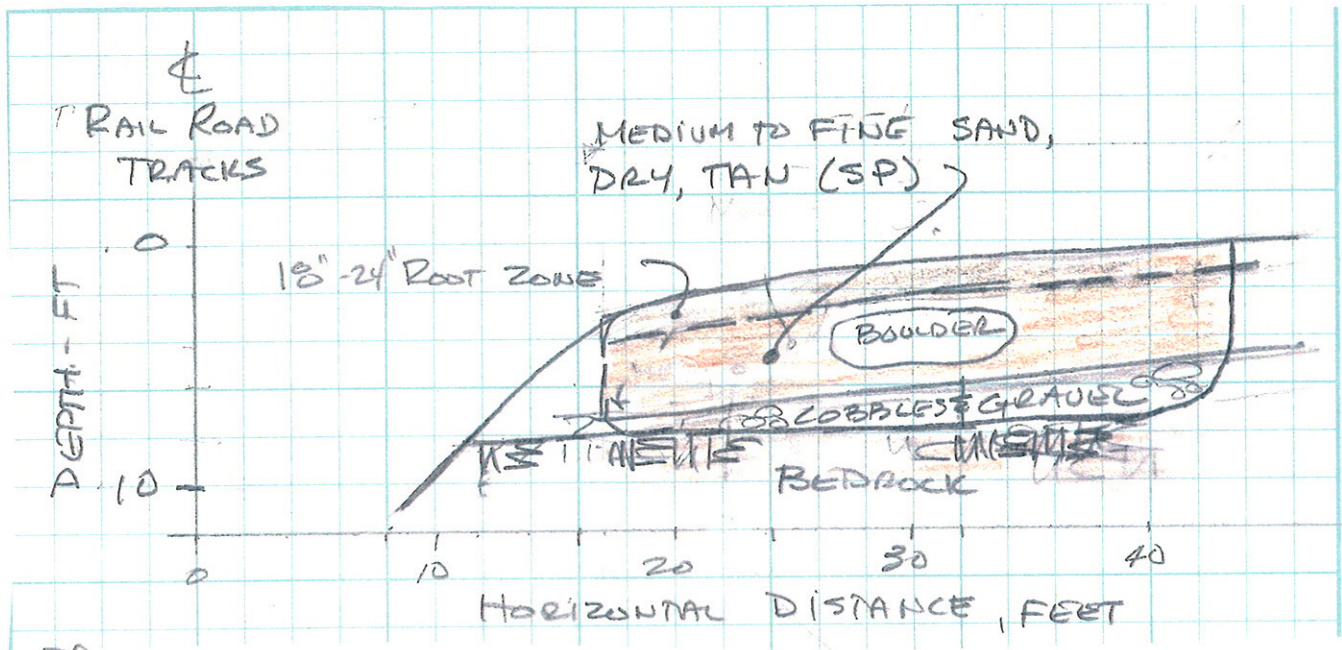 ℄
RAIL ROAD
TRACKS
MEDIUM TO FINE SAND,
DRY, TAN (SP)
0
18"-24" ROOT ZONE
BOULDER
DEPTH - FT
COBBLES & GRAVEL
10
BEDROCK
0 10 20 30 40
HORIZONTAL DISTANCE, FEET